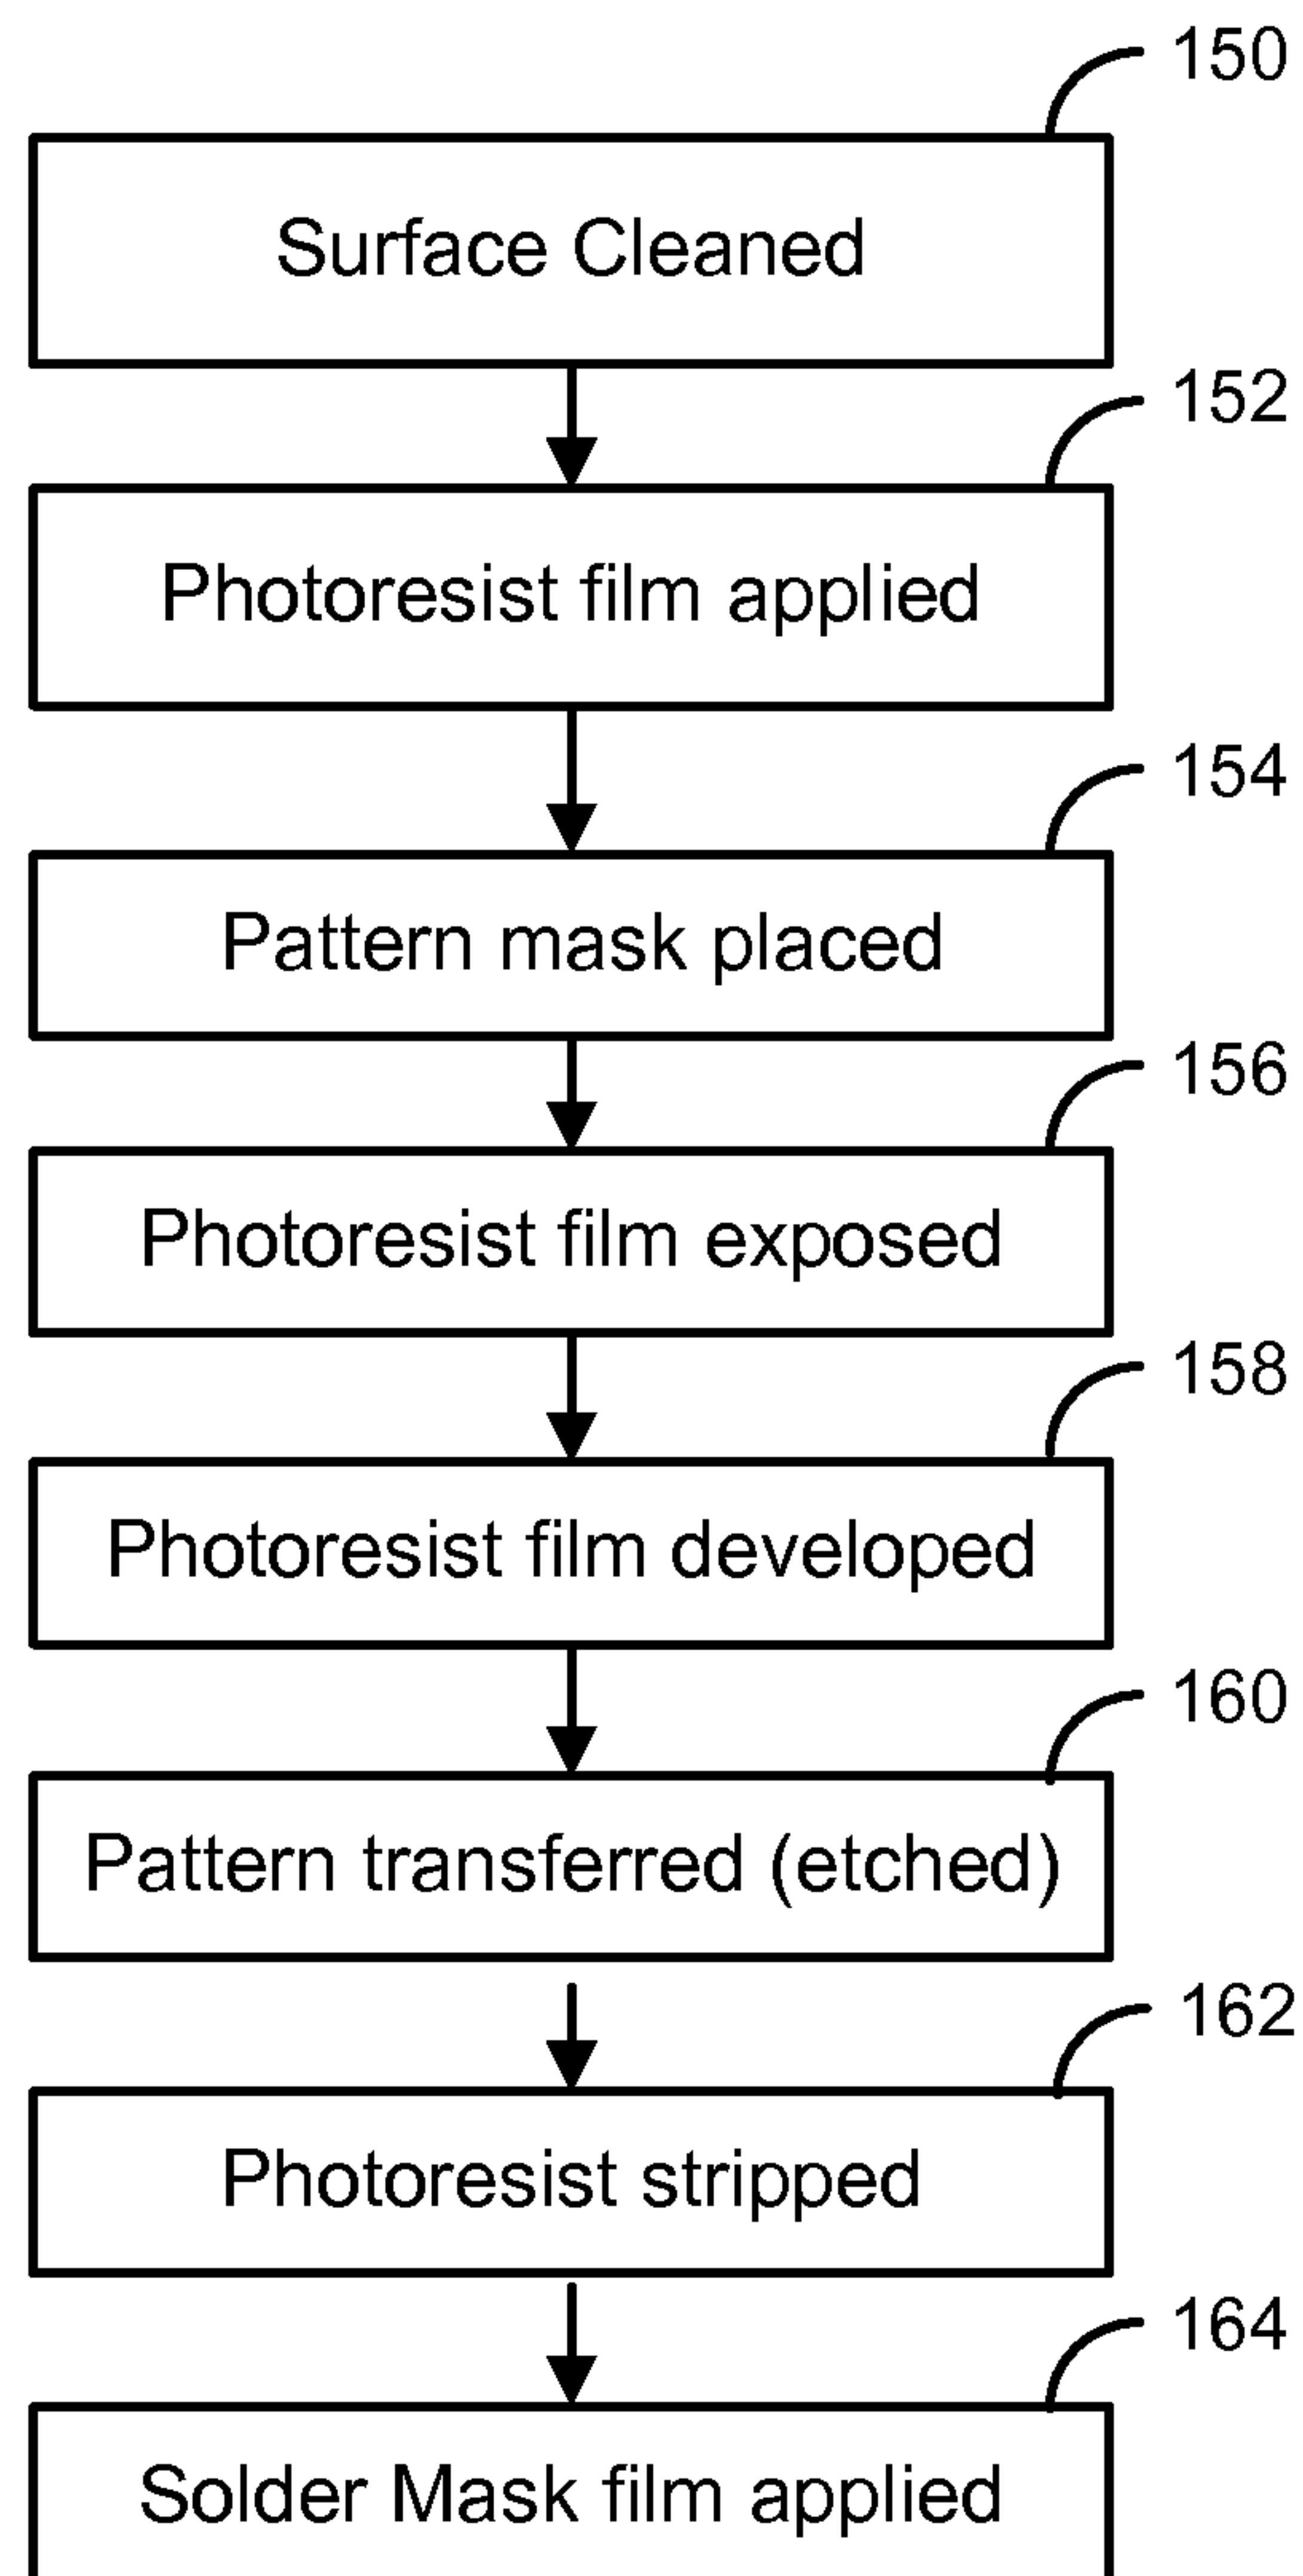 150
Surface Cleaned
152
Photoresist film applied
154
Pattern mask placed
156
Photoresist film exposed
158
Photoresist film developed
160
Pattern transferred (etched)
162
Photoresist stripped
164
Solder Mask film applied